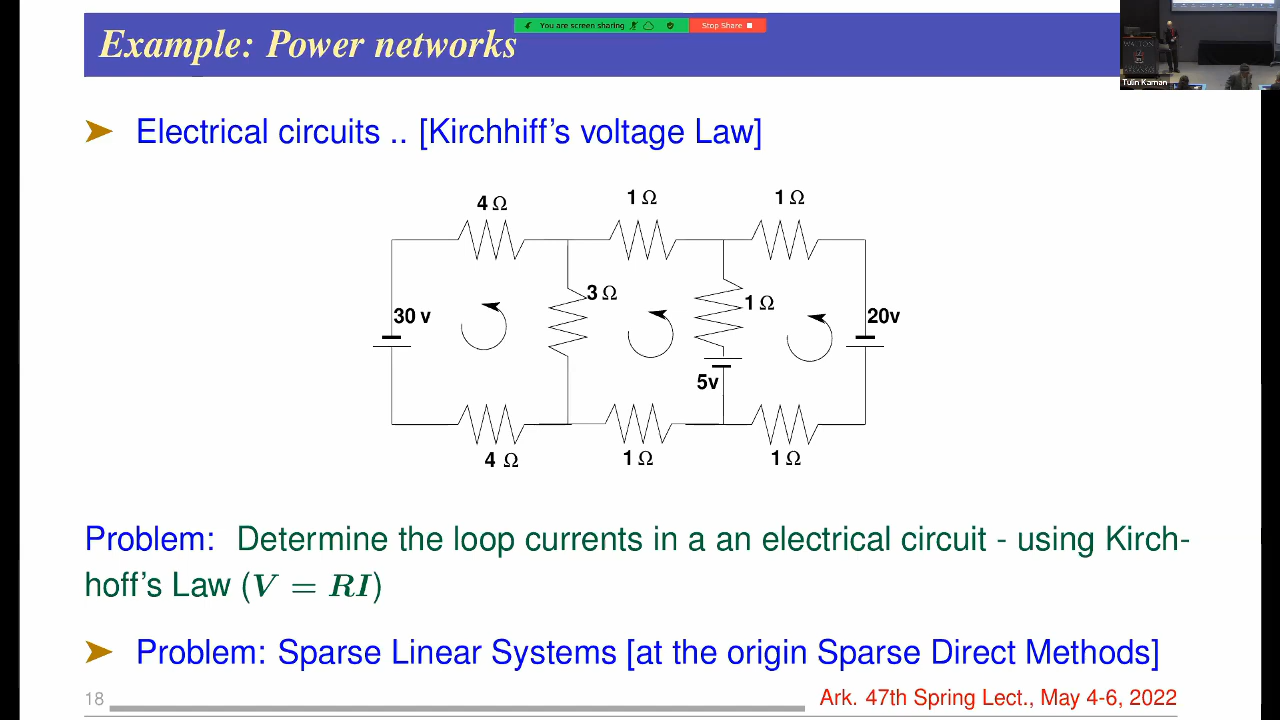 You are screen sharing
Stop Share
Example: Power networks
WALTON
Tulin Kaman
Electrical circuits .. [Kirchhiff's voltage Law]
4 Ω
1 Ω
1 Ω
3 Ω
1 Ω
30 v
20v
5v
4 Ω
1 Ω
1 Ω
Problem: Determine the loop currents in a an electrical circuit - using Kirch-
hoff's Law (V = RI)
Problem: Sparse Linear Systems [at the origin Sparse Direct Methods]
18
Ark. 47th Spring Lect., May 4-6, 2022